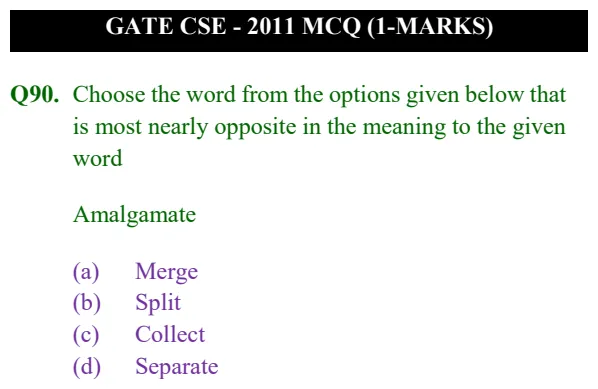 GATE CSE - 2011 MCQ (1-MARKS)
Q90. Choose the word from the options given below that
is most nearly opposite in the meaning to the given
word
Amalgamate
(a) Merge
(b) Split
(c) Collect
(d) Separate